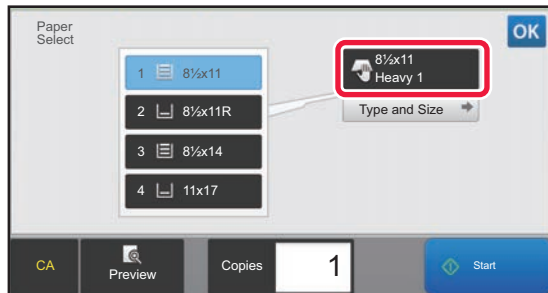 Paper
Select
OK
1 8½x11
2 8½x11R
3 8½x14
4 11x17
8½x11
Heavy 1
Type and Size
CA
Preview
Copies
1
Start